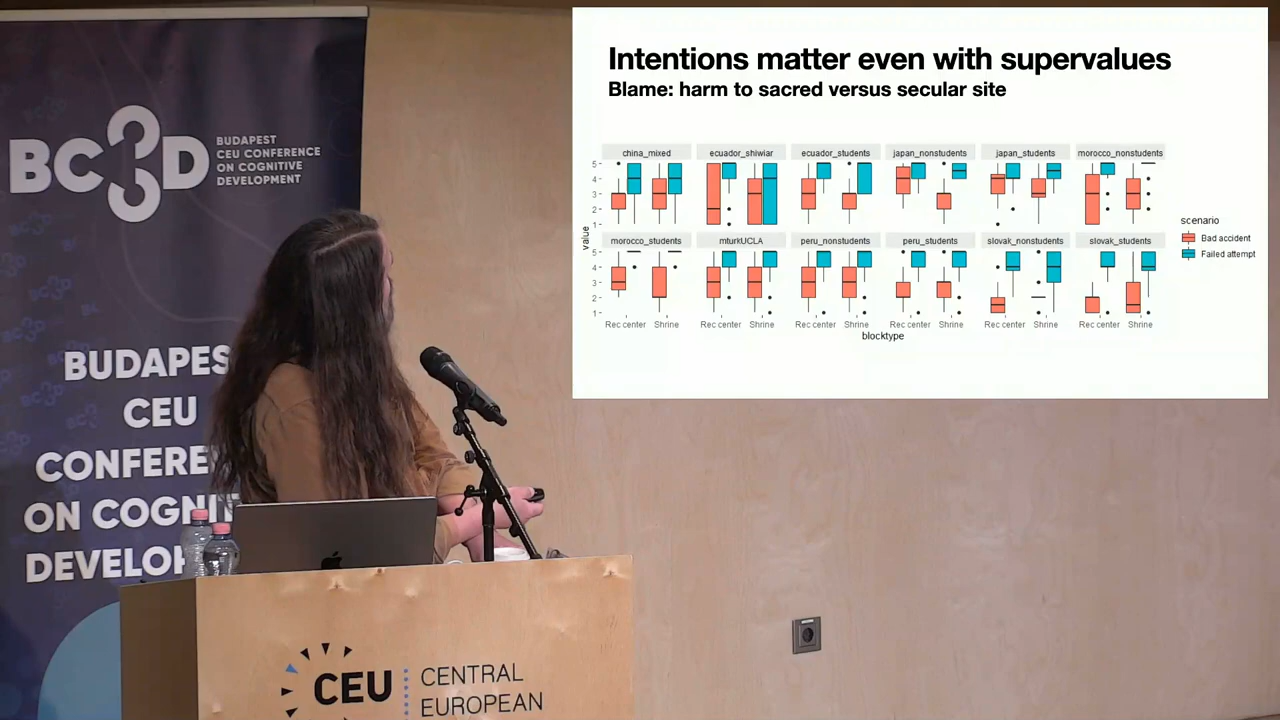 BC3D
BUDAPEST
CEU CONFERENCE
ON COGNITIVE
DEVELOPMENT
BUDAPES
CEU
CONFERE
ON COGNIT
DEVELOP
Intentions matter even with supervalues
Blame: harm to sacred versus secular site
china_mixed ecuador_shiwiar ecuador_students japan_nonstudents japan_students morocco_nonstudents
5
4
3
2
1
morocco_students mturkUCLA peru_nonstudents peru_students slovak_nonstudents slovak_students
5
4
3
2
1
value
Rec center Shrine Rec center Shrine Rec center Shrine Rec center Shrine Rec center Shrine Rec center Shrine
blocktype
scenario
Bad accident
Failed attempt
CEU
CENTRAL
EUROPEAN